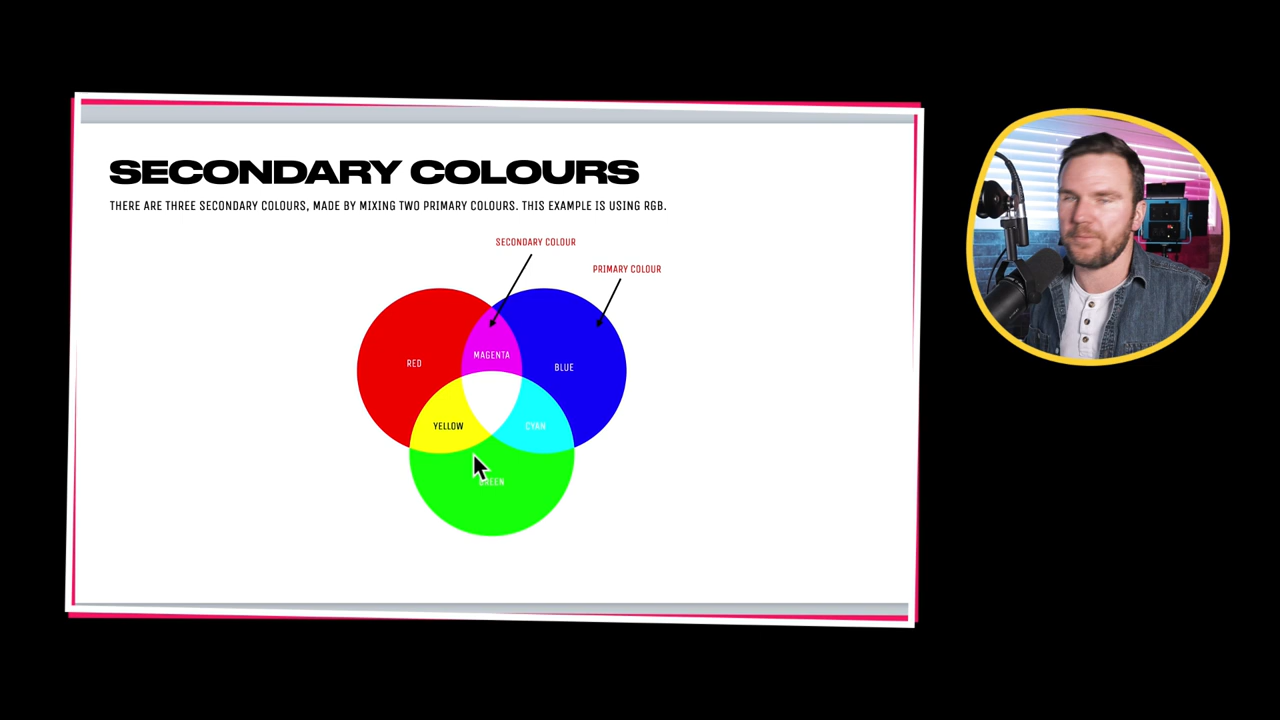 SECONDARY COLOURS
THERE ARE THREE SECONDARY COLOURS, MADE BY MIXING TWO PRIMARY COLOURS. THIS EXAMPLE IS USING RGB.
SECONDARY COLOUR
PRIMARY COLOUR
MAGENTA
RED
BLUE
YELLOW
CYAN
GREEN